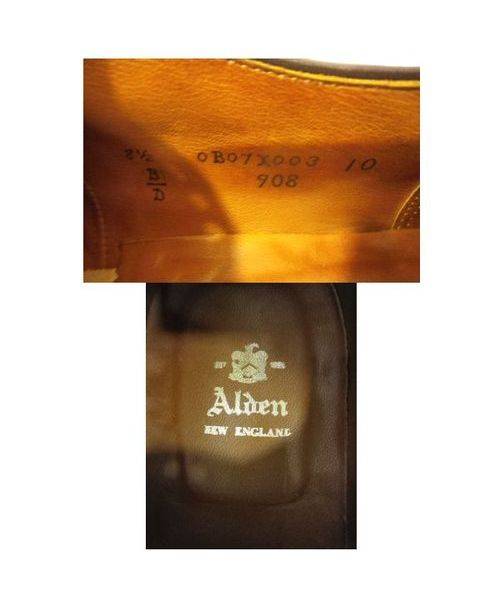 8½ 0B07X003 10
B/D 908
Alden
NEW ENGLAND